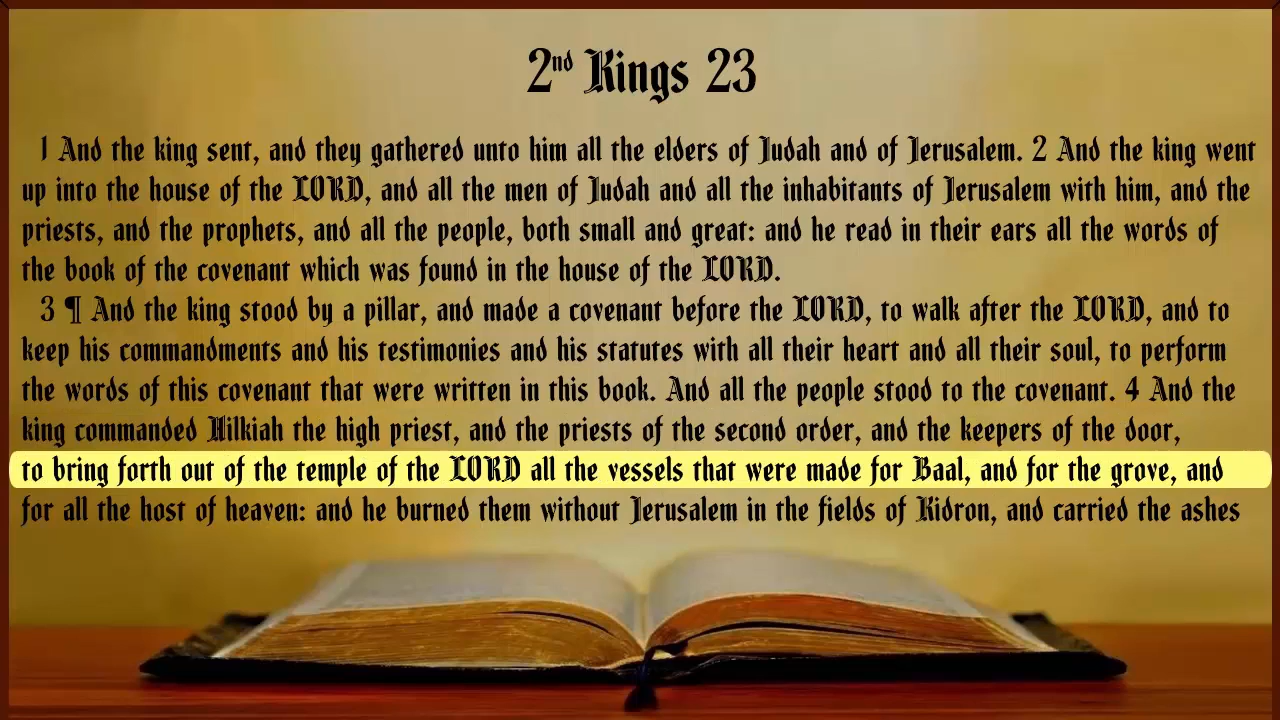 2nd Kings 23
1 And the king sent, and they gathered unto him all the elders of Judah and of Jerusalem. 2 And the king went
up into the house of the LORD, and all the men of Judah and all the inhabitants of Jerusalem with him, and the
priests, and the prophets, and all the people, both small and great: and he read in their ears all the words of
the book of the covenant which was found in the house of the LORD.
3 ¶ And the king stood by a pillar, and made a covenant before the LORD, to walk after the LORD, and to
keep his commandments and his testimonies and his statutes with all their heart and all their soul, to perform
the words of this covenant that were written in this book. And all the people stood to the covenant. 4 And the
king commanded Hilkiah the high priest, and the priests of the second order, and the keepers of the door,
to bring forth out of the temple of the LORD all the vessels that were made for Baal, and for the grove, and
for all the host of heaven: and he burned them without Jerusalem in the fields of Kidron, and carried the ashes